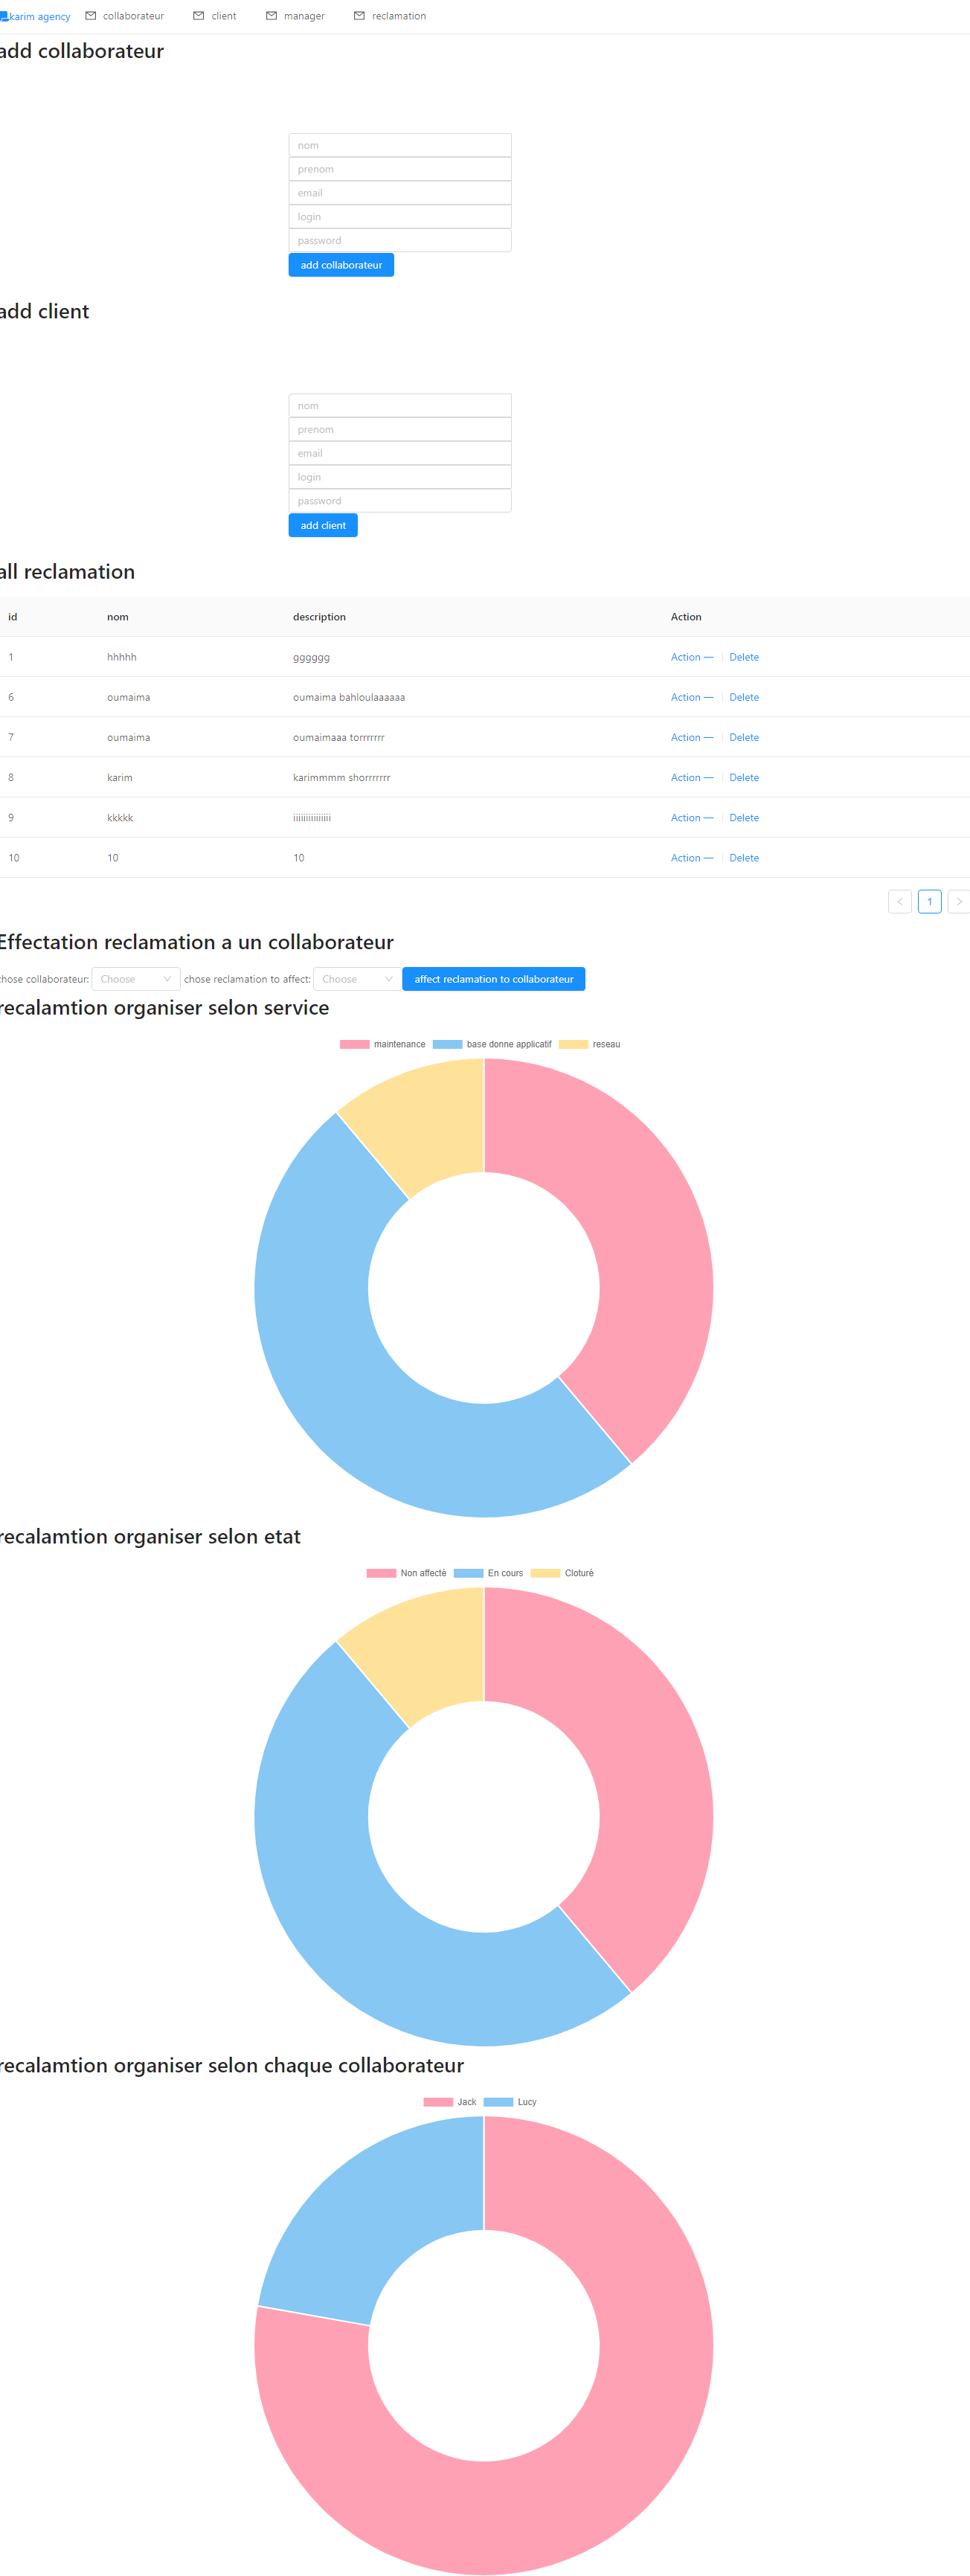 karim agency collaborateur client manager reclamation
add collaborateur
nom
prenom
email
login
password
add collaborateur
add client
nom
prenom
email
login
password
add client
all reclamation
id nom description Action
1 hhhhh gggggg Action — Delete
6 oumaima oumaima bahloulaaaaaa Action — Delete
7 oumaima oumaimaaa torrrrrrr Action — Delete
8 karim karimmmm shorrrrrrr Action — Delete
9 kkkkk Action — Delete
10 10 10 Action — Delete
1
Effectation reclamation a un collaborateur
chose collaborateur: Choose chose reclamation to affect: Choose affect reclamation to collaborateur
recalamtion organiser selon service
maintenance base donne applicatif reseau
recalamtion organiser selon etat
Non affecté En cours Cloturé
recalamtion organiser selon chaque collaborateur
Jack Lucy